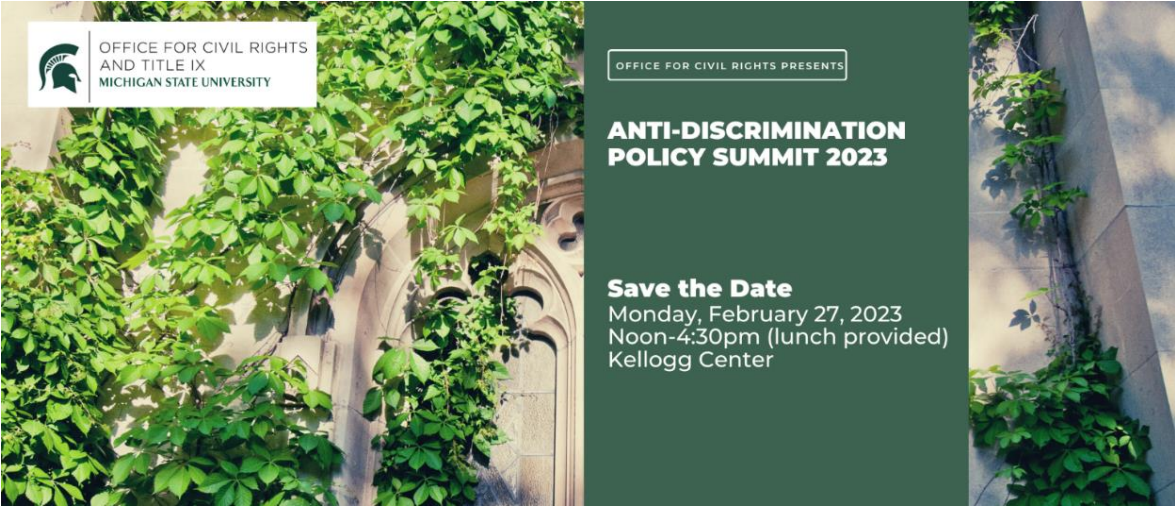 OFFICE FOR CIVIL RIGHTS
AND TITLE IX
MICHIGAN STATE UNIVERSITY
OFFICE FOR CIVIL RIGHTS PRESENTS
ANTI-DISCRIMINATION
POLICY SUMMIT 2023
Save the Date
Monday, February 27, 2023
Noon-4:30pm (lunch provided)
Kellogg Center